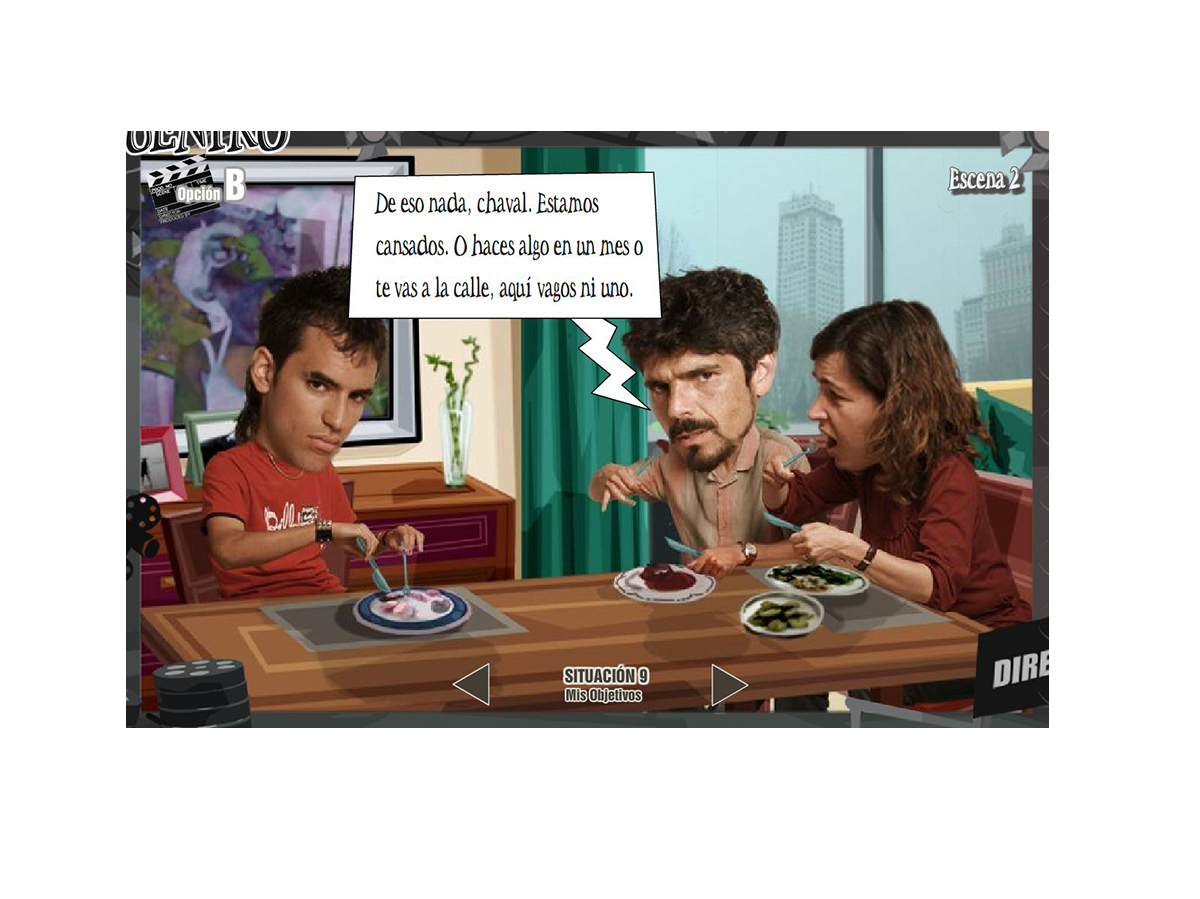 Opción B
Escena 2
De eso nada, chaval. Estamos
cansados. O haces algo en un mes o
te vas a la calle, aquí vagos ni uno.
SITUACIÓN 9
Mis Objetivos
DIRE